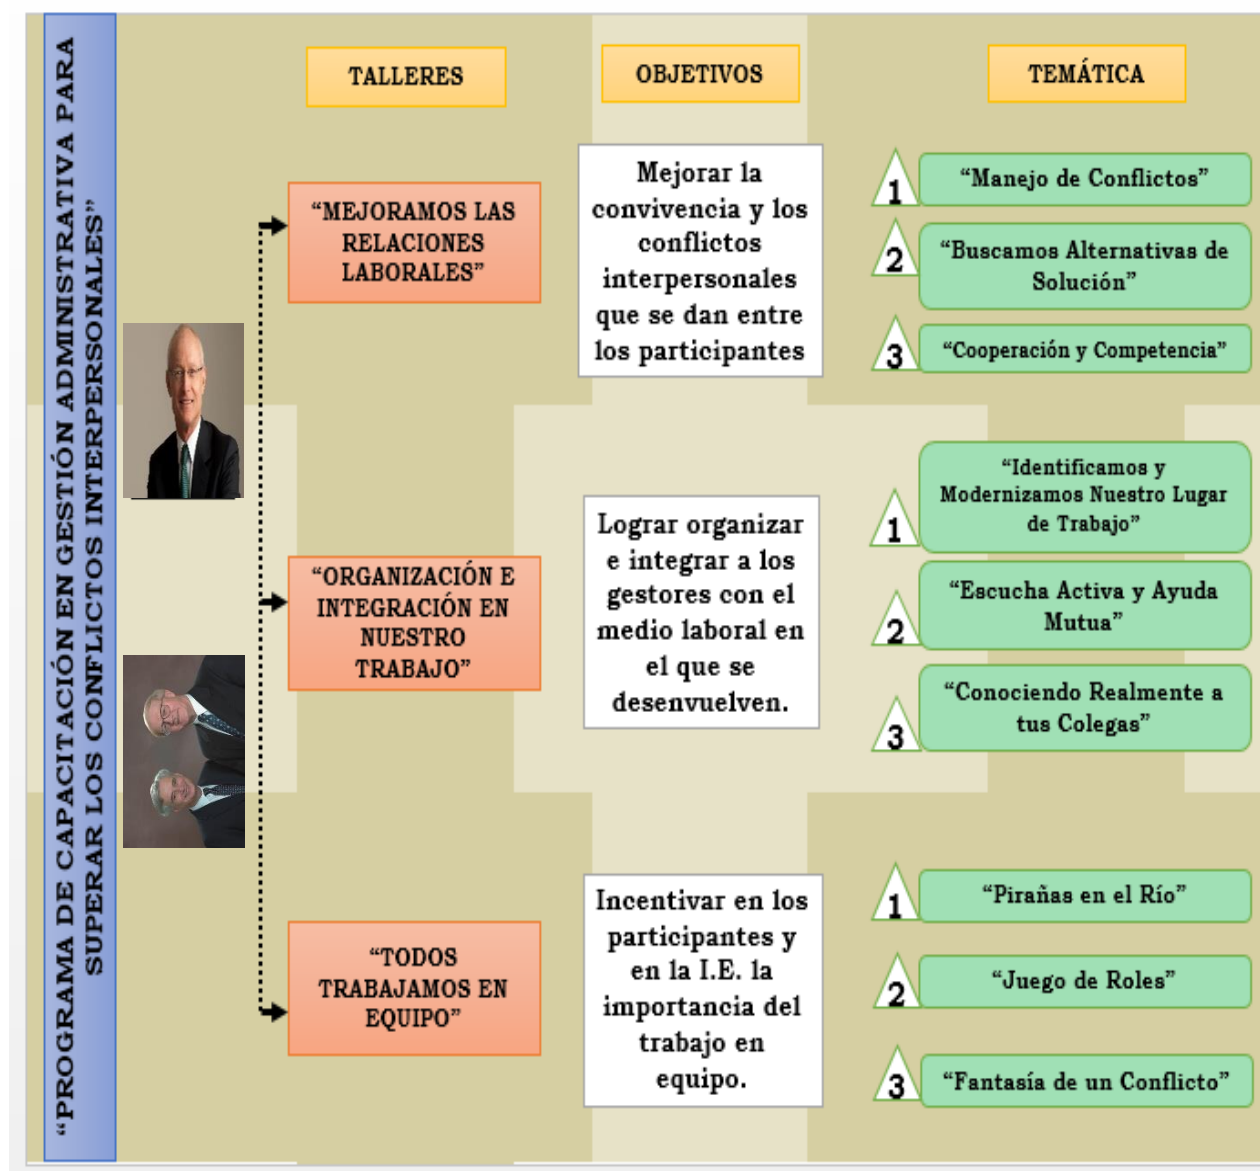 “PROGRAMA DE CAPACITACIÓN EN GESTIÓN ADMINISTRATIVA PARA
SUPERAR LOS CONFLICTOS INTERPERSONALES”
TALLERES
OBJETIVOS
TEMÁTICA
“MEJORAMOS LAS
RELACIONES
LABORALES”
Mejorar la
convivencia y los
conflictos
interpersonales
que se dan entre
los participantes
1
“Manejo de Conflictos”
2
“Buscamos Alternativas de
Solución”
3
“Cooperación y Competencia”
“ORGANIZACIÓN E
INTEGRACIÓN EN
NUESTRO
TRABAJO”
Lograr organizar
e integrar a los
gestores con el
medio laboral en
el que se
desenvuelven.
1
“Identificamos y
Modernizamos Nuestro Lugar
de Trabajo”
2
“Escucha Activa y Ayuda
Mutua”
3
“Conociendo Realmente a
tus Colegas”
“TODOS
TRABAJAMOS EN
EQUIPO”
Incentivar en los
participantes y
en la I.E. la
importancia del
trabajo en
equipo.
1
“Pirañas en el Río”
2
“Juego de Roles”
3
“Fantasía de un Conflicto”